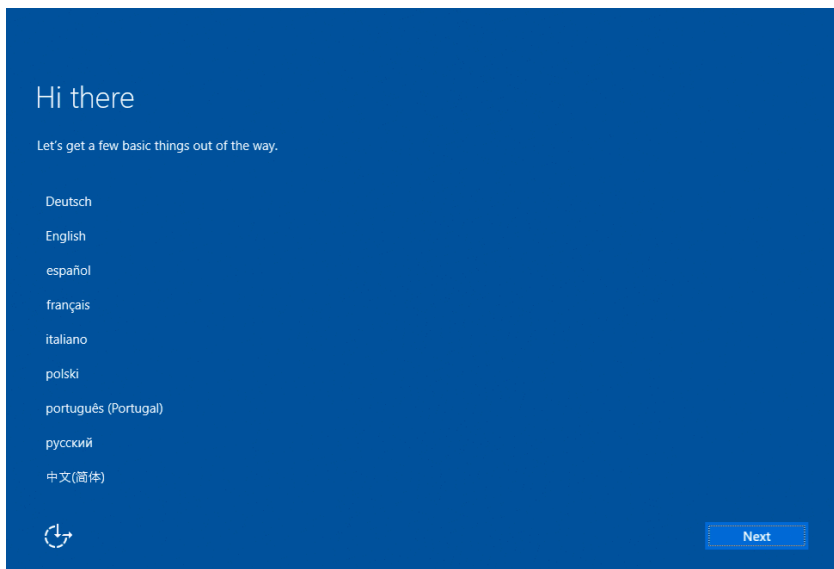 Hi there
Let's get a few basic things out of the way.
Deutsch
English
español
français
italiano
polski
português (Portugal)
русский
中文(简体)
Next